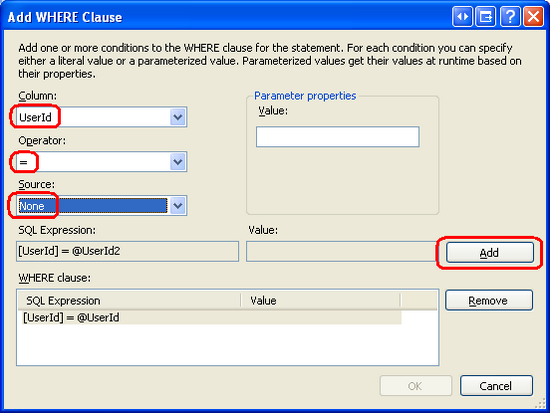 Add WHERE Clause
Add one or more conditions to the WHERE clause for the statement. For each condition you can specify
either a literal value or a parameterized value. Parameterized values get their values at runtime based on
their properties.
Column:
UserId
Operator:
=
Source:
None
Parameter properties
Value:
SQL Expression:
Value:
[UserId] = @UserId2
Add
WHERE clause:
SQL Expression
Value
[UserId] = @UserId
Remove
OK
Cancel